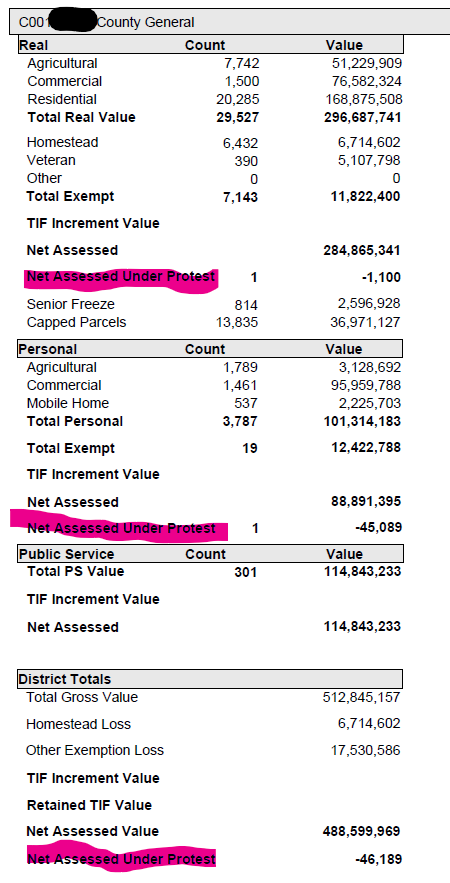 C001 County General
Real Count Value
Agricultural 7,742 51,229,909
Commercial 1,500 76,582,324
Residential 20,285 168,875,508
Total Real Value 29,527 296,687,741
Homestead 6,432 6,714,602
Veteran 390 5,107,798
Other 0 0
Total Exempt 7,143 11,822,400
TIF Increment Value
Net Assessed 284,865,341
Net Assessed Under Protest 1 -1,100
Senior Freeze 814 2,596,928
Capped Parcels 13,835 36,971,127
Personal Count Value
Agricultural 1,789 3,128,692
Commercial 1,461 95,959,788
Mobile Home 537 2,225,703
Total Personal 3,787 101,314,183
Total Exempt 19 12,422,788
TIF Increment Value
Net Assessed 88,891,395
Net Assessed Under Protest 1 -45,089
Public Service Count Value
Total PS Value 301 114,843,233
TIF Increment Value
Net Assessed 114,843,233
District Totals
Total Gross Value 512,845,157
Homestead Loss 6,714,602
Other Exemption Loss 17,530,586
TIF Increment Value
Retained TIF Value
Net Assessed Value 488,599,969
Net Assessed Under Protest -46,189